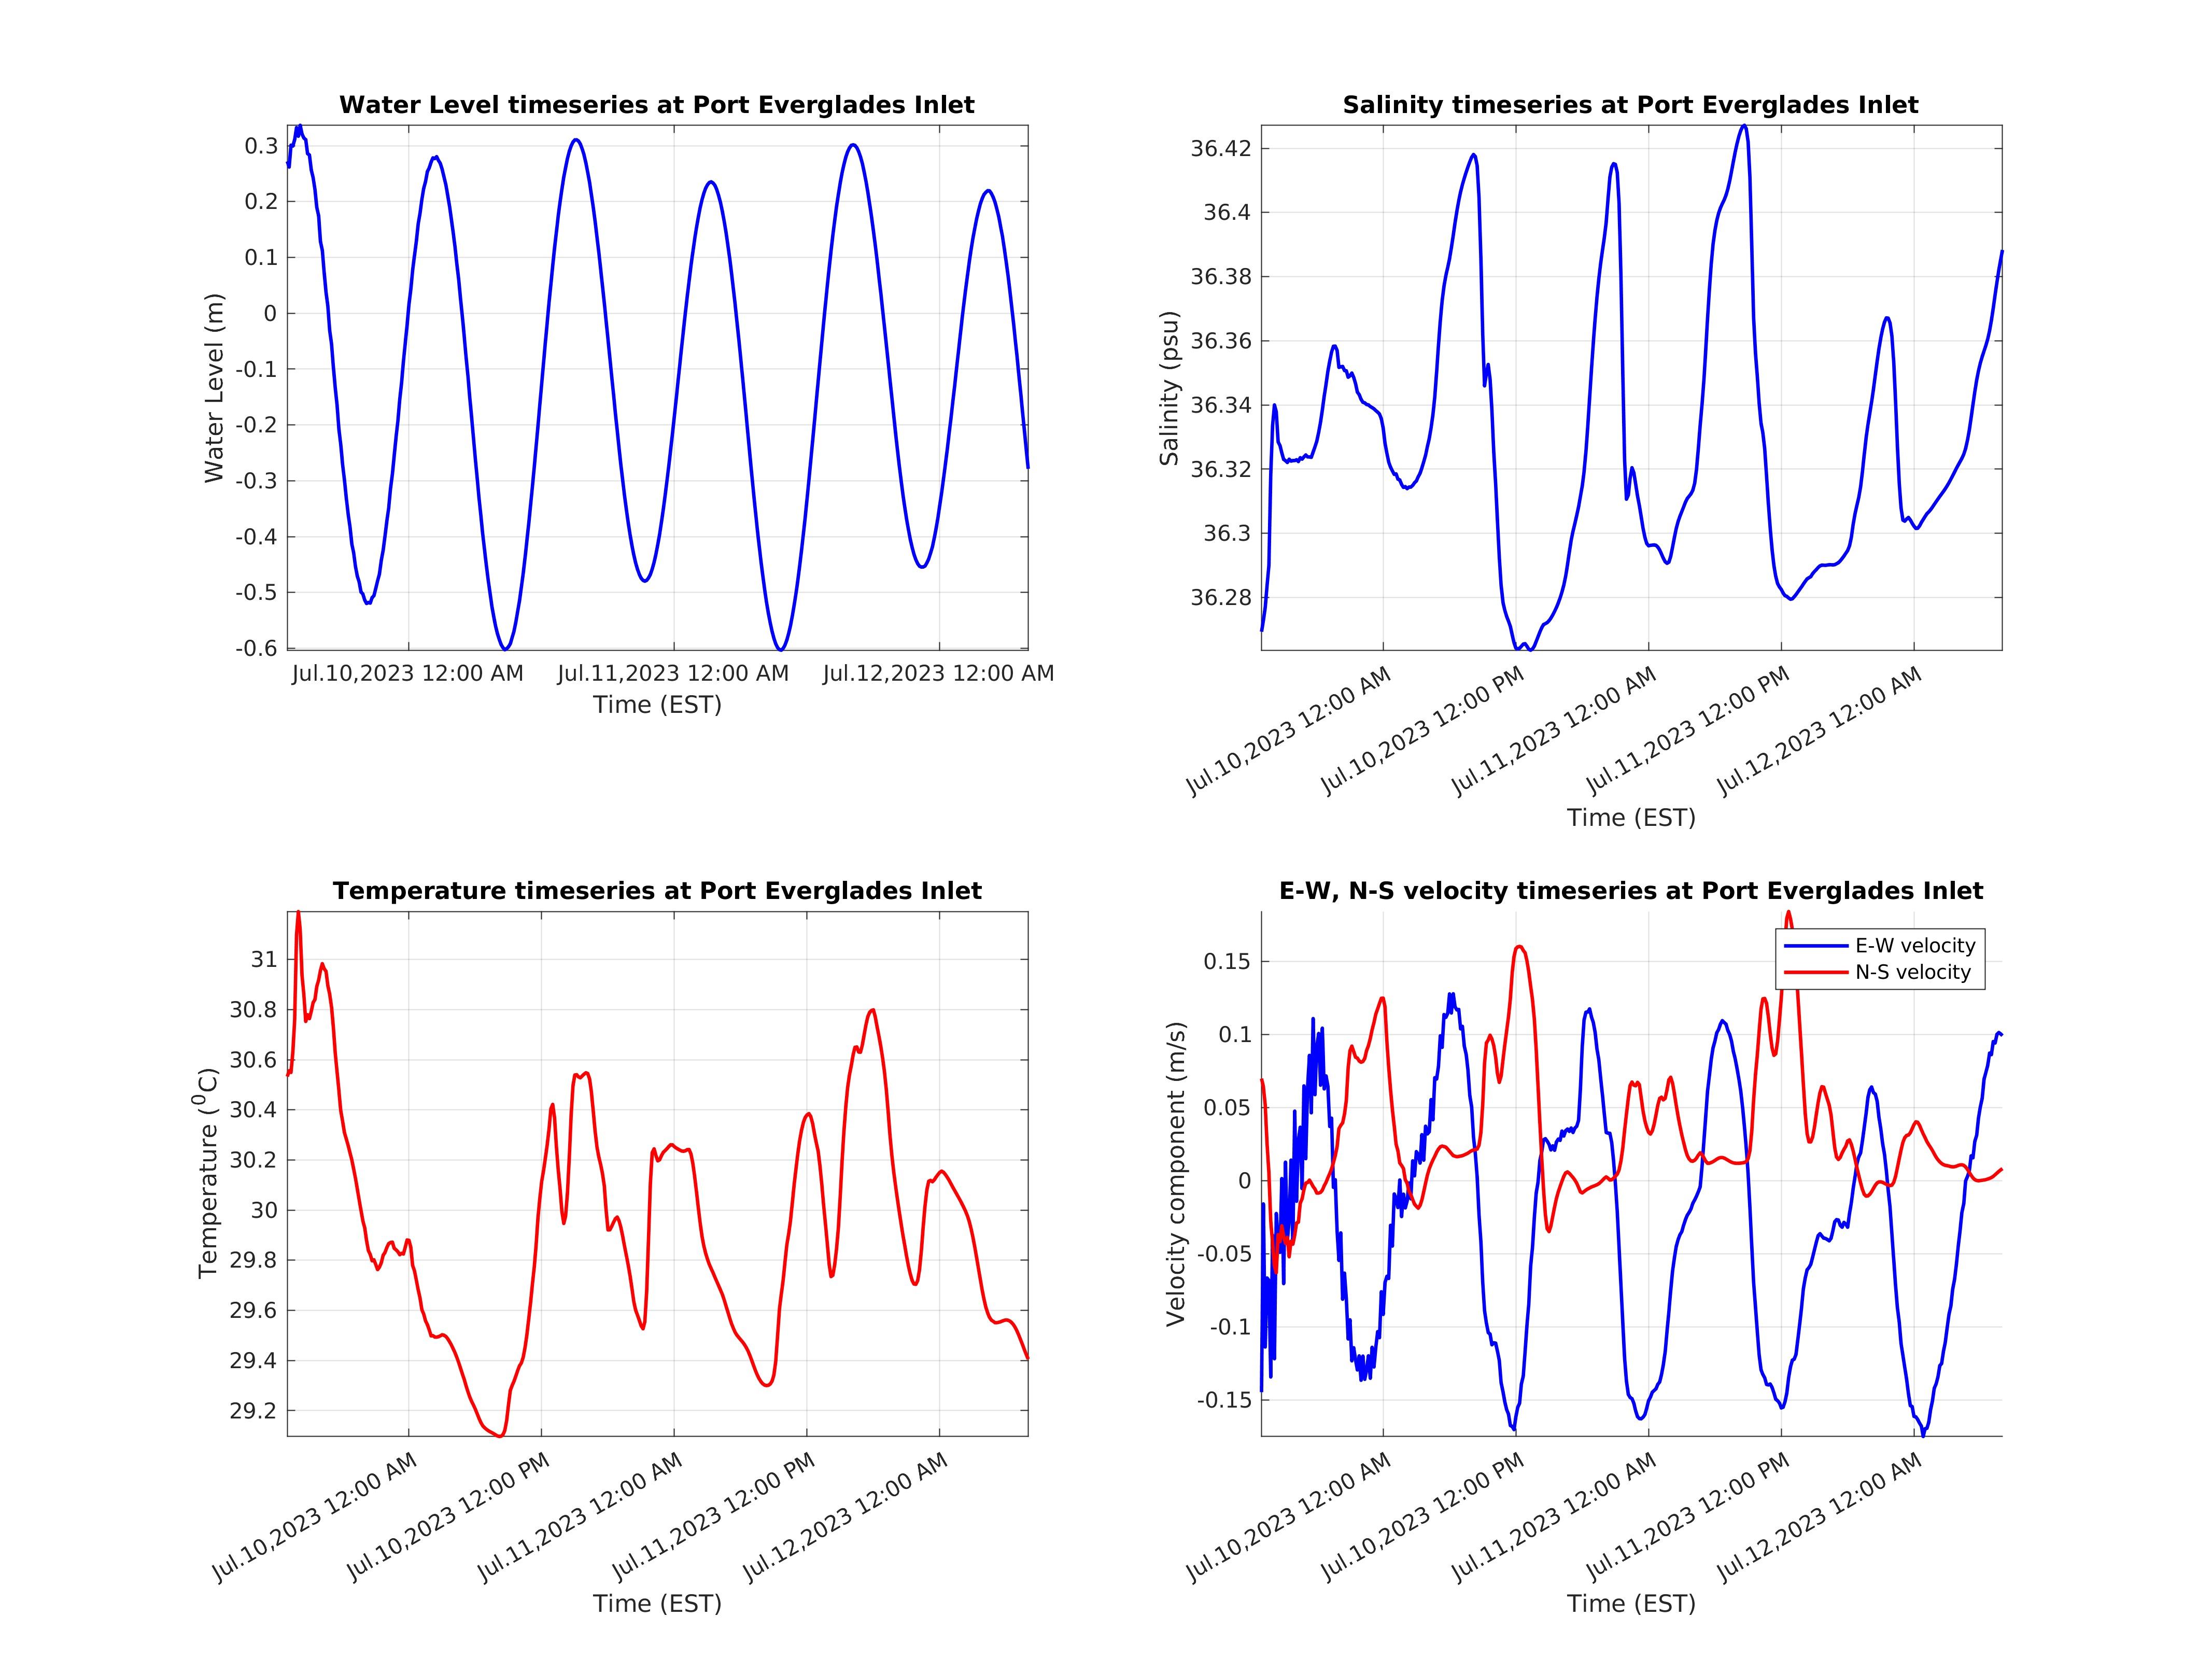 Water Level timeseries at Port Everglades Inlet
0.3
0.2
0.1
0
-0.1
-0.2
-0.3
-0.4
-0.5
-0.6
Water Level (m)
Jul.10,2023 12:00 AM
Jul.11,2023 12:00 AM
Jul.12,2023 12:00 AM
Time (EST)
Salinity timeseries at Port Everglades Inlet
36.42
36.4
36.38
36.36
36.34
36.32
36.3
36.28
Salinity (psu)
Jul.10,2023 12:00 AM
Jul.10,2023 12:00 PM
Jul.11,2023 12:00 AM
Jul.11,2023 12:00 PM
Jul.12,2023 12:00 AM
Time (EST)
Temperature timeseries at Port Everglades Inlet
31
30.8
30.6
30.4
30.2
30
29.8
29.6
29.4
29.2
Temperature (⁰C)
Jul.10,2023 12:00 AM
Jul.10,2023 12:00 PM
Jul.11,2023 12:00 AM
Jul.11,2023 12:00 PM
Jul.12,2023 12:00 AM
Time (EST)
E-W, N-S velocity timeseries at Port Everglades Inlet
E-W velocity
N-S velocity
0.15
0.1
0.05
0
-0.05
-0.1
-0.15
Velocity component (m/s)
Jul.10,2023 12:00 AM
Jul.10,2023 12:00 PM
Jul.11,2023 12:00 AM
Jul.11,2023 12:00 PM
Jul.12,2023 12:00 AM
Time (EST)